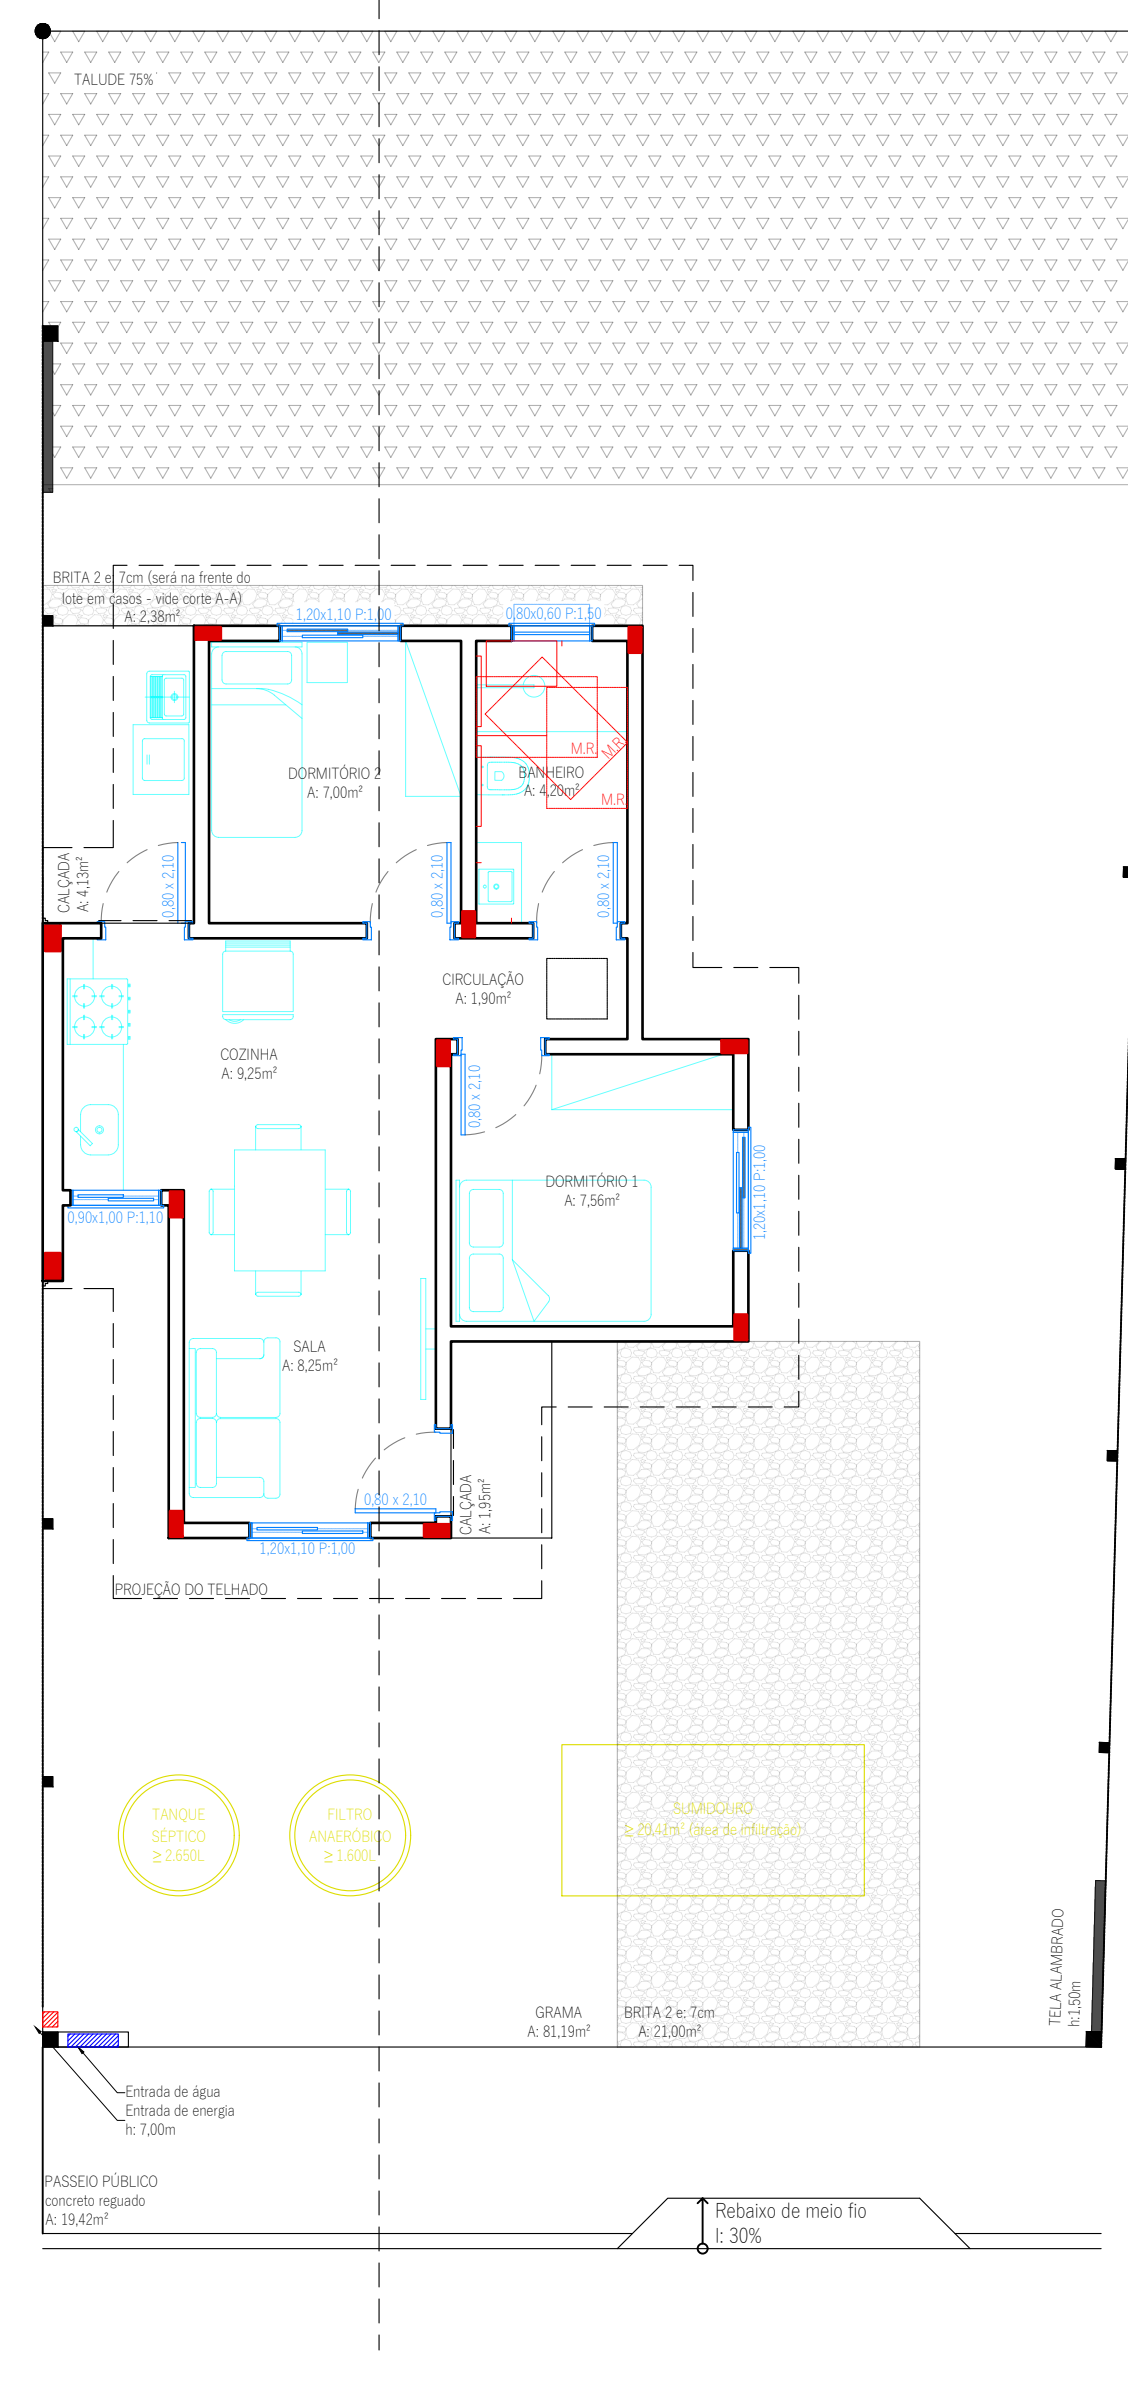 TALUDE 75%
BRITA 2 e: 7cm (será na frente do
lote em casos - vide corte A-A)
A: 2,38m²
1,20x1,10 P:1,00
0,80x0,60 P:1,50
M.R.
M.R.
M.R.
DORMITÓRIO 2
A: 7,00m²
BANHEIRO
A: 4,20m²
CALÇADA
A: 4,13m²
0,80 x 2,10
0,80 x 2,10
0,80 x 2,10
CIRCULAÇÃO
A: 1,90m²
COZINHA
A: 9,25m²
0,80 x 2,10
DORMITÓRIO 1
A: 7,56m²
1,20x1,10 P:1,00
0,90x1,00 P:1,10
SALA
A: 8,25m²
0,80 x 2,10
CALÇADA
A: 1,95m²
1,20x1,10 P:1,00
PROJEÇÃO DO TELHADO
TANQUE
SÉPTICO
≥ 2.650L
FILTRO
ANAERÓBICO
≥ 1.600L
SUMIDOURO
≥ 20,41m² (área de infiltração)
TELA ALAMBRADO
h:1,50m
GRAMA
A: 81,19m²
BRITA 2 e: 7cm
A: 21,00m²
Entrada de água
Entrada de energia
h: 7,00m
PASSEIO PÚBLICO
concreto reguado
A: 19,42m²
Rebaixo de meio fio
I: 30%